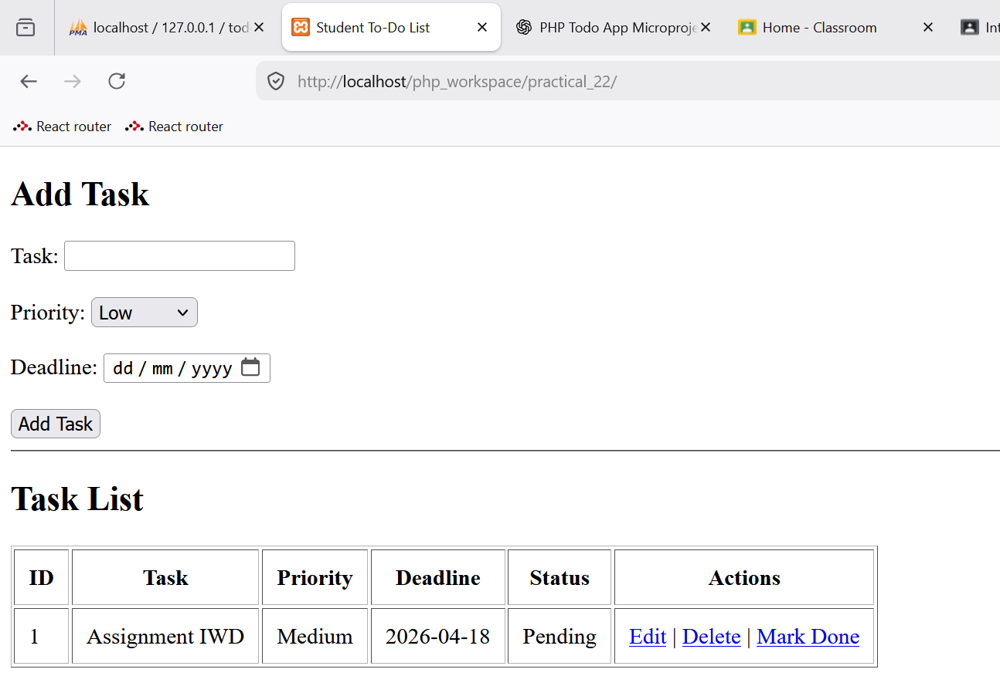 localhost / 127.0.0.1 / tod
Student To-Do List
PHP Todo App Microproje
Home - Classroom
Int
http://localhost/php_workspace/practical_22/
React router React router
Add Task
Task:
Priority: Low
Deadline: dd / mm / yyyy
Add Task
Task List
ID Task Priority Deadline Status Actions
1 Assignment IWD Medium 2026-04-18 Pending Edit | Delete | Mark Done